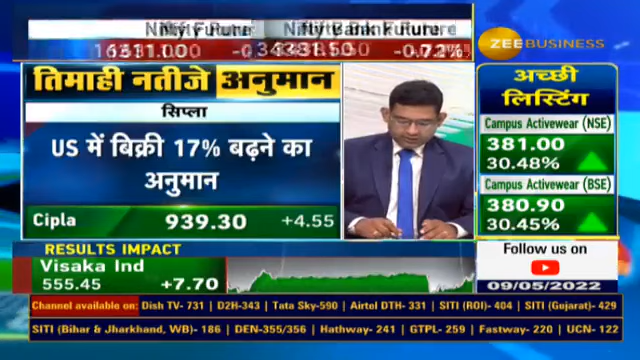 Nifty Future
Nifty Bank Future
-0.72%
ZEE BUSINESS
तिमाही नतीजे अनुमान
सिप्ला
US में बिक्री 17% बढ़ने का
अनुमान
Cipla 939.30 +4.55
अच्छी
लिस्टिंग
Campus Activewear (NSE)
381.00
30.48%
Campus Activewear (BSE)
380.90
30.45%
RESULTS IMPACT
Visaka Ind
555.45 +7.70
Follow us on
09/05/2022
Channel available on: Dish TV- 731 | D2H-343 | Tata Sky-590 | Airtel DTH- 331 | SITI (ROI)- 404 | SITI (Gujarat)- 429
SITI (Bihar & Jharkhand, WB)- 186 | DEN-355/356 | Hathway- 241 | GTPL- 259 | Fastway- 220 | UCN- 122